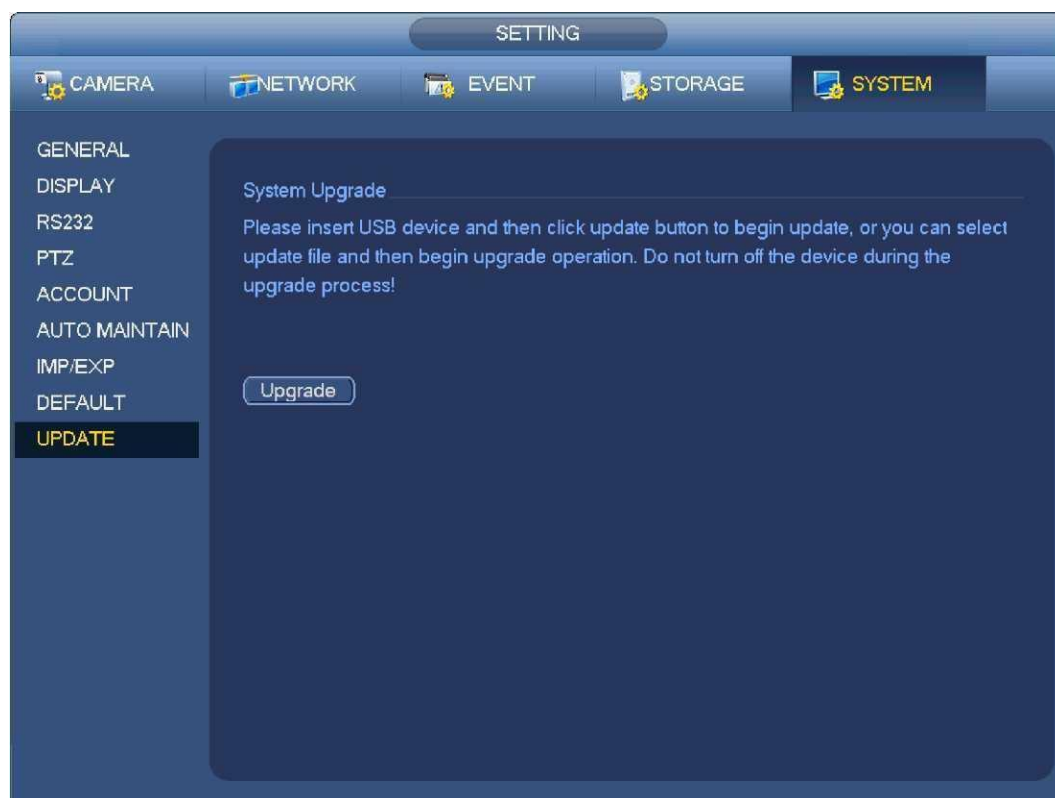 SETTING
CAMERA NETWORK EVENT STORAGE SYSTEM
GENERAL
DISPLAY
RS232
PTZ
ACCOUNT
AUTO MAINTAIN
IMP/EXP
DEFAULT
UPDATE
System Upgrade
Please insert USB device and then click update button to begin update, or you can select
update file and then begin upgrade operation. Do not turn off the device during the
upgrade process!
Upgrade